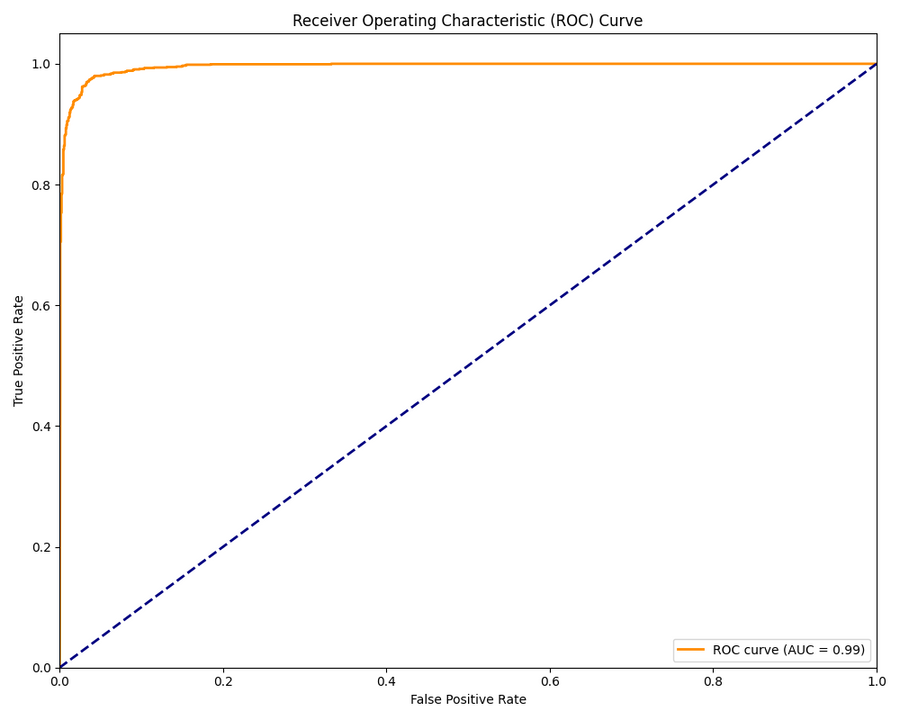 Receiver Operating Characteristic (ROC) Curve
1.0
0.8
0.6
0.4
0.2
0.0
True Positive Rate
ROC curve (AUC = 0.99)
0.0 0.2 0.4 0.6 0.8 1.0
False Positive Rate